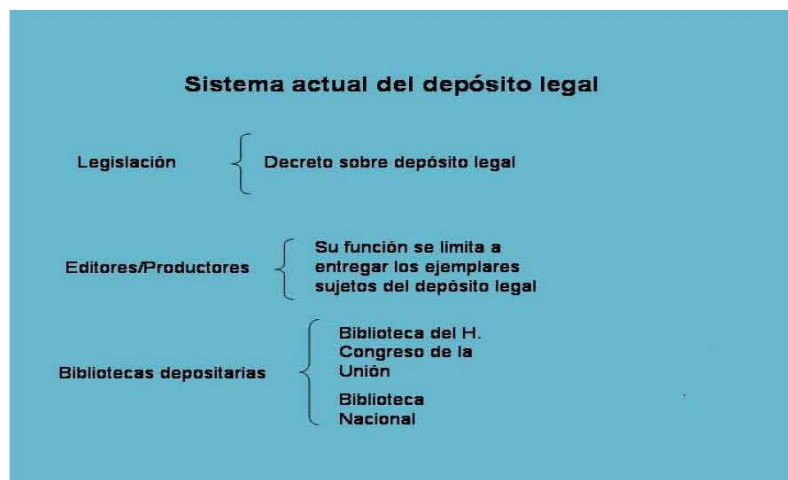 Sistema actual del depósito legal
Legislación
Decreto sobre depósito legal
Editores/Productores
Su función se limita a
entregar los ejemplares
sujetos del depósito legal
Bibliotecas depositarias
Biblioteca del H.
Congreso de la
Unión
Biblioteca
Nacional